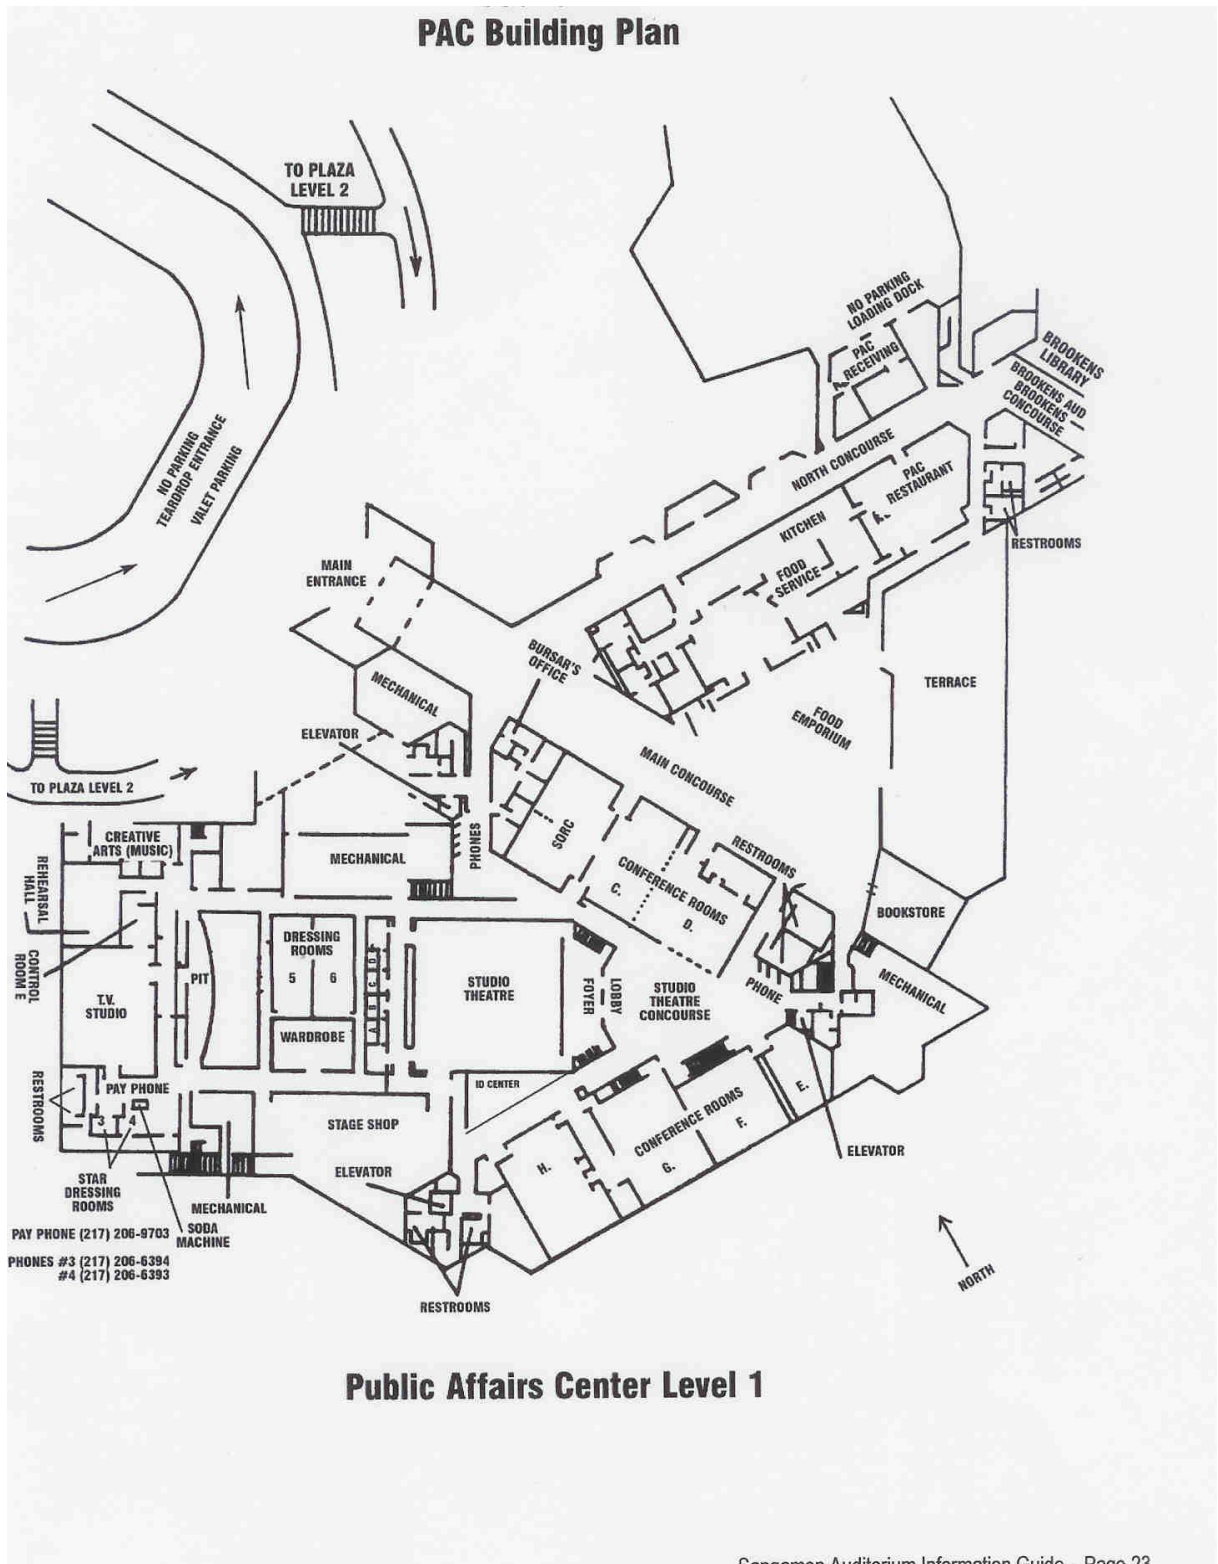 PAC Building Plan
TO PLAZA
LEVEL 2
NO PARKING
LOADING DOCK
PAC
RECEIVING
BROOKENS
LIBRARY
BROOKENS AUD
BROOKENS
CONCOURSE
NO PARKING
TEARDROP ENTRANCE
VALET PARKING
NORTH CONCOURSE
PAC
RESTAURANT
KITCHEN
RESTROOMS
MAIN
ENTRANCE
FOOD
SERVICE
BURSAR'S
OFFICE
MECHANICAL
TERRACE
FOOD
EMPORIUM
ELEVATOR
MAIN CONCOURSE
TO PLAZA LEVEL 2
CREATIVE
ARTS (MUSIC)
MECHANICAL
PHONES
SORC
RESTROOMS
REHEARSAL
HALL
CONFERENCE ROOMS
C.
D.
BOOKSTORE
DRESSING
ROOMS
5
6
CONTROL
ROOM E
PIT
T.V.
STUDIO
D
C
B
A
STUDIO
THEATRE
FOYER
LOBBY
STUDIO
THEATRE
CONCOURSE
PHONE
MECHANICAL
WARDROBE
RESTROOMS
PAY PHONE
3
4
ID CENTER
STAGE SHOP
CONFERENCE ROOMS
E.
F.
G.
H.
ELEVATOR
ELEVATOR
STAR
DRESSING
ROOMS
MECHANICAL
SODA
MACHINE
PAY PHONE (217) 206-9703
PHONES #3 (217) 206-6394
#4 (217) 206-6393
RESTROOMS
NORTH
Public Affairs Center Level 1
Sangamon Auditorium Information Guide – Page 23